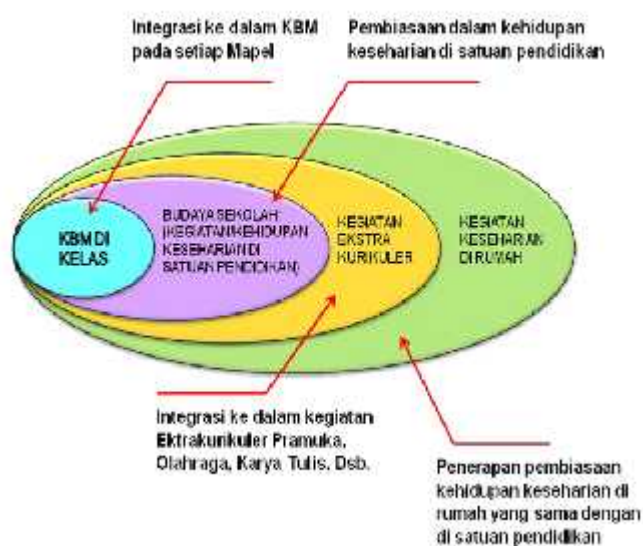 Integrasi ke dalam KBM
pada setiap Mapel
Pembiasaan dalam kehidupan
keseharian di satuan pendidikan
KBM DI
KELAS
BUDAYA SEKOLAH
(KEGIATAN/KEHIDUPAN
KESEHARIAN DI
SATUAN PENDIDIKAN)
KEGIATAN
EKSTRA
KURIKULER
KEGIATAN
KESEHARIAN
DI RUMAH
Integrasi ke dalam kegiatan
Ektrakurikuler Pramuka,
Olahraga, Karya Tulis, Dsb.
Penerapan pembiasaan
kehidupan keseharian di
rumah yang sama dengan
di satuan pendidikan